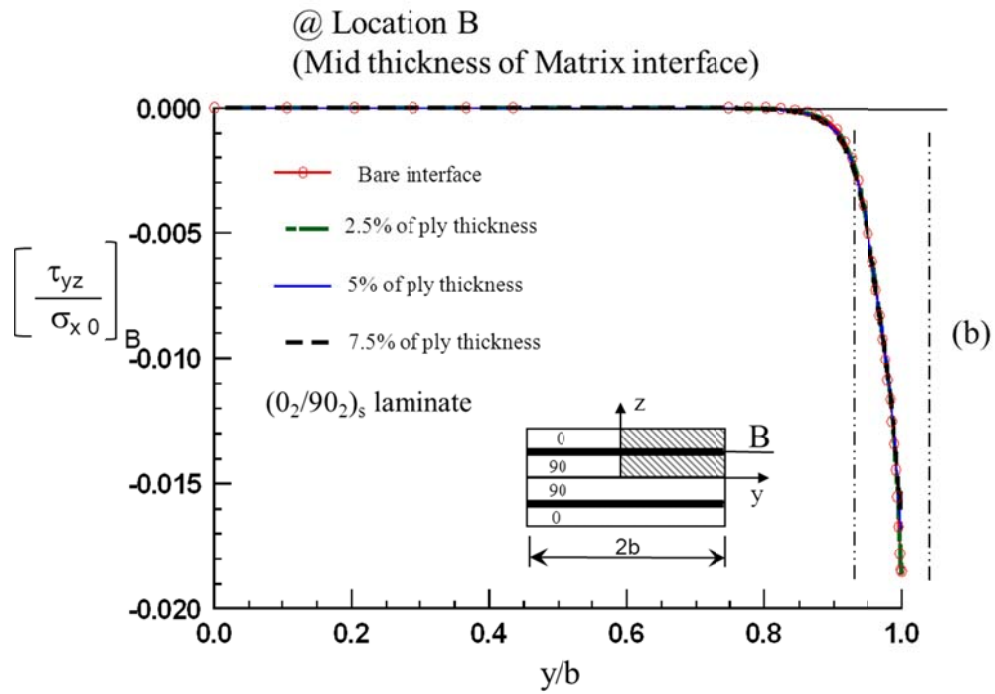 @ Location B
(Mid thickness of Matrix interface)
0.000
-0.005
-0.010
-0.015
-0.020
[τyz / σx 0]B
Bare interface
2.5% of ply thickness
5% of ply thickness
7.5% of ply thickness
(0₂/90₂)s laminate
(b)
z
B
0
90
y
90
0
2b
0.0 0.2 0.4 0.6 0.8 1.0
y/b